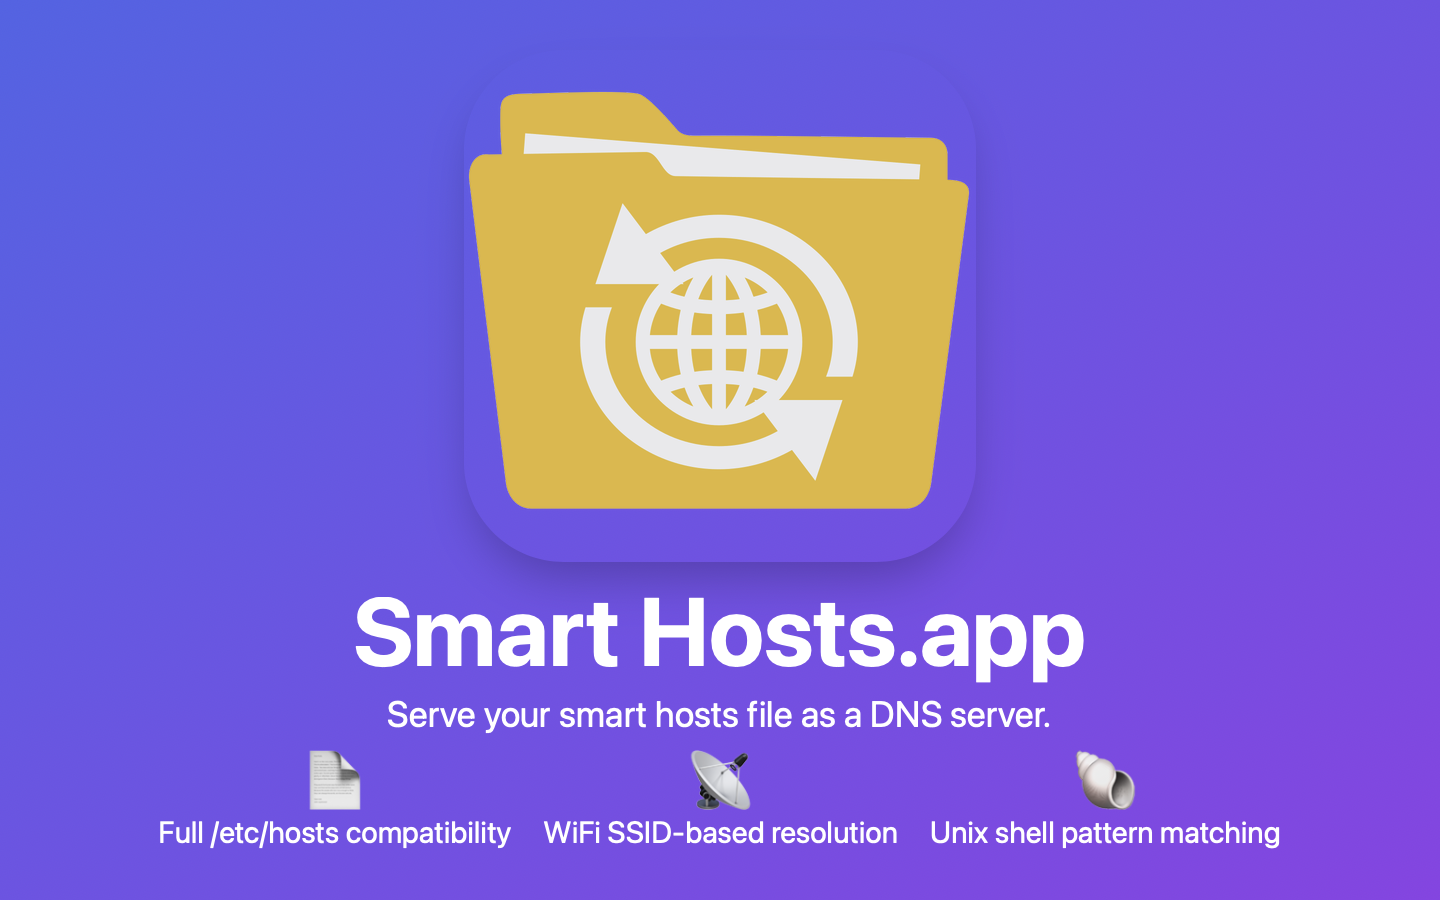 Smart Hosts.app
Serve your smart hosts file as a DNS server.
Full /etc/hosts compatibility
WiFi SSID-based resolution
Unix shell pattern matching